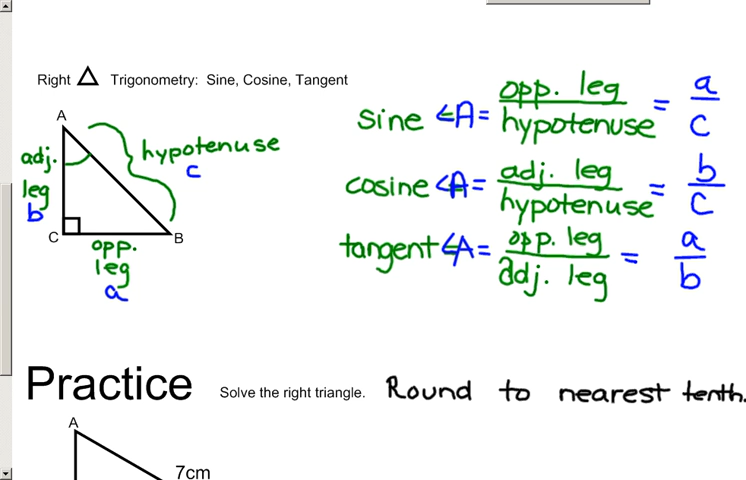 Right △ Trigonometry: Sine, Cosine, Tangent
A
adj.
leg
b
hypotenuse
c
C
B
opp.
leg
a
sine ∠A = opp. leg / hypotenuse = a / c
cosine ∠A = adj. leg / hypotenuse = b / c
tangent ∠A = opp. leg / adj. leg = a / b
Practice Solve the right triangle. Round to nearest tenth.
A
7cm